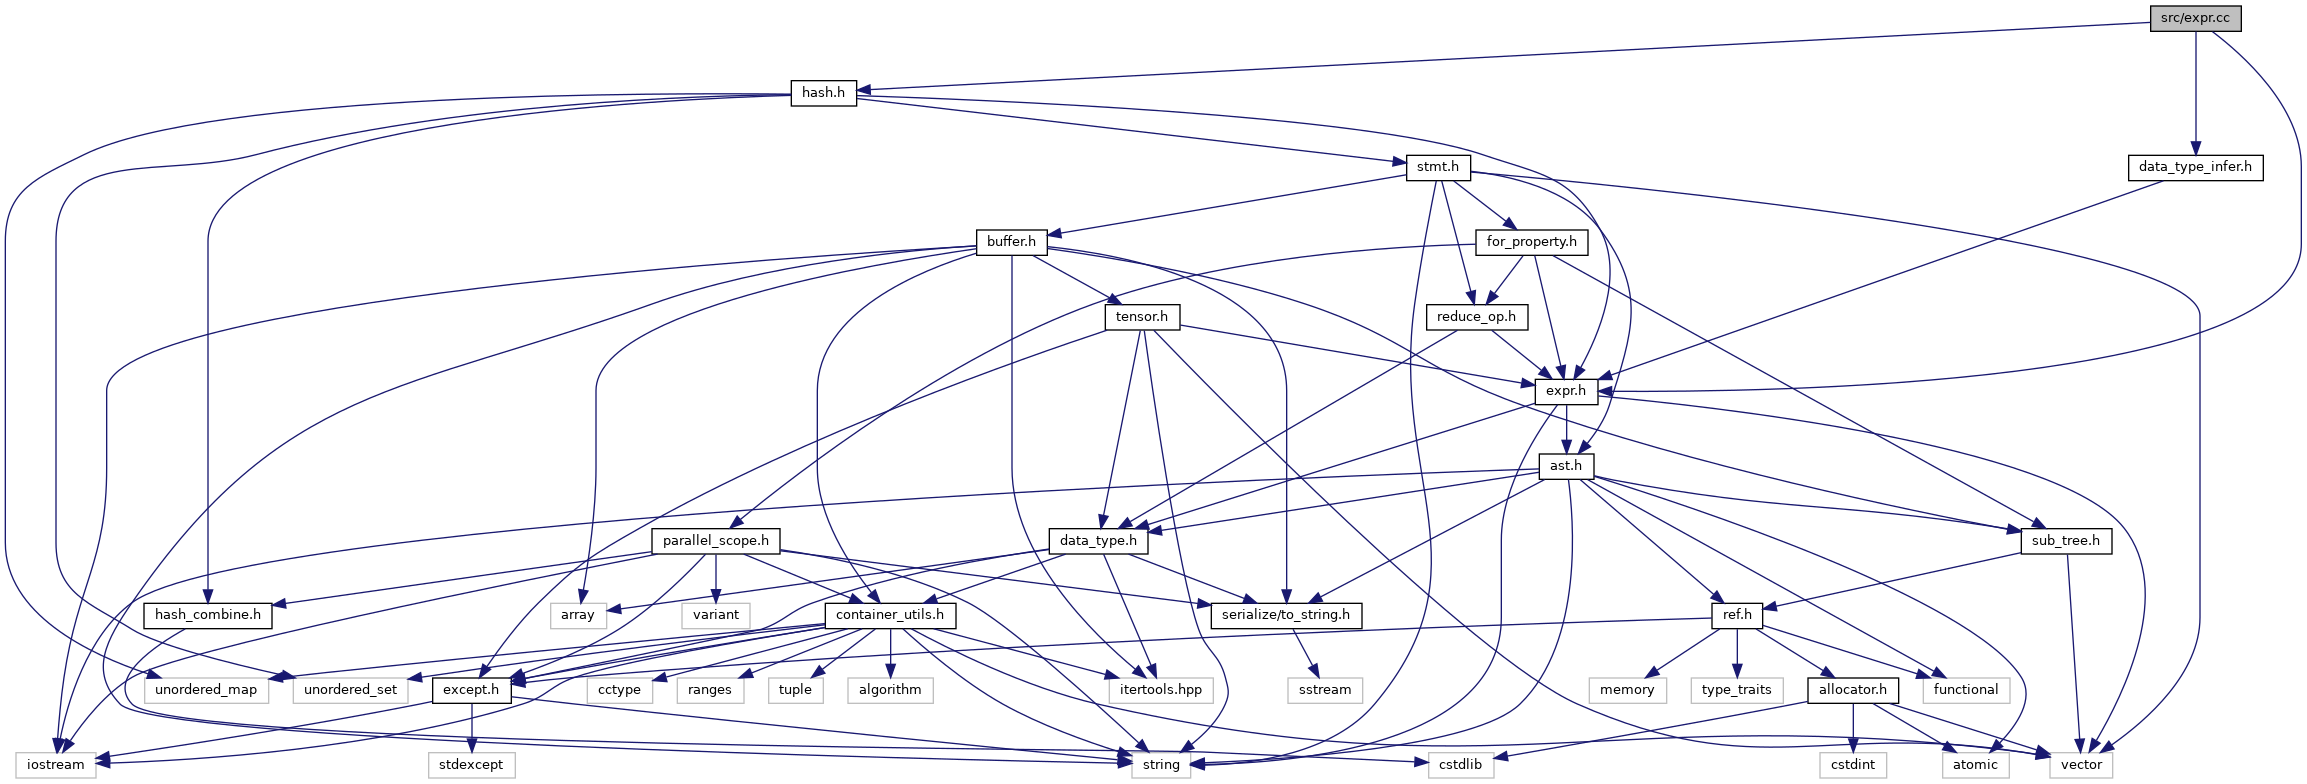 src/expr.cc
hash.h
stmt.h
data_type_infer.h
buffer.h
for_property.h
tensor.h
reduce_op.h
expr.h
ast.h
parallel_scope.h
data_type.h
sub_tree.h
hash_combine.h
array
variant
container_utils.h
serialize/to_string.h
ref.h
unordered_map
unordered_set
except.h
cctype
ranges
tuple
algorithm
itertools.hpp
sstream
memory
type_traits
allocator.h
functional
iostream
stdexcept
string
cstdlib
cstdint
atomic
vector